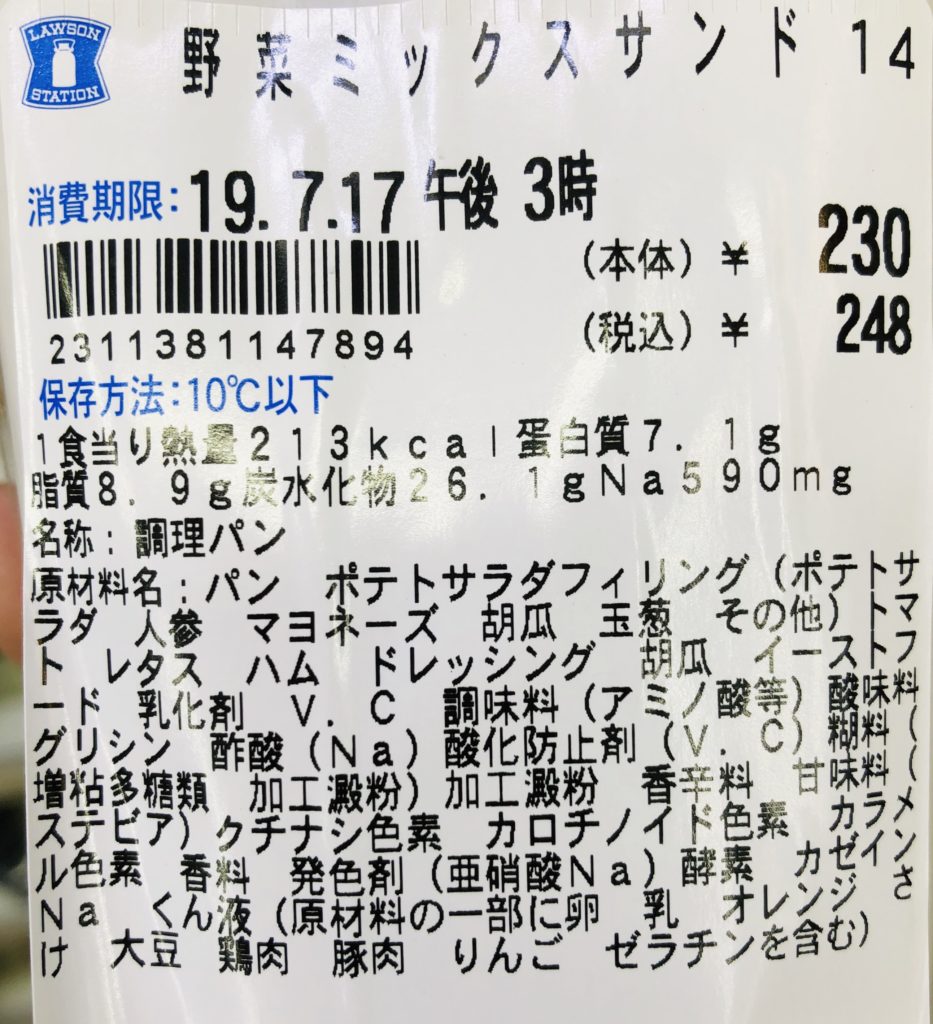 LAWSON
STATION
野菜ミックスサンド 14
消費期限:19. 7.17 午後 3時
(本体) ¥ 230
2311381147894
(税込) ¥ 248
保存方法:10℃以下
1食当り熱量213kcal蛋白質7.1g
脂質8.9g炭水化物26.1gNa590mg
名称:調理パン
原材料名:パン ポテトサラダフィリング(ポテトサ
ラダ 人参 マヨネーズ 胡瓜 玉葱 その他) トマ
ト レタス ハム ドレッシング 胡瓜 イーストフ
ード 乳化剤 V.C 調味料(アミノ酸等) 酸味料
グリシン 酢酸(Na) 酸化防止剤(V.C) 糊料(
増粘多糖類 加工澱粉) 加工澱粉 香辛料 甘味料(
ステビア) クチナシ色素 カロチノイド色素 カラメ
ル色素 香料 発色剤(亜硝酸Na) 酵素 カゼイン
Na くん液(原材料の一部に卵 乳 オレンジ さ
け 大豆 鶏肉 豚肉 りんご ゼラチンを含む)